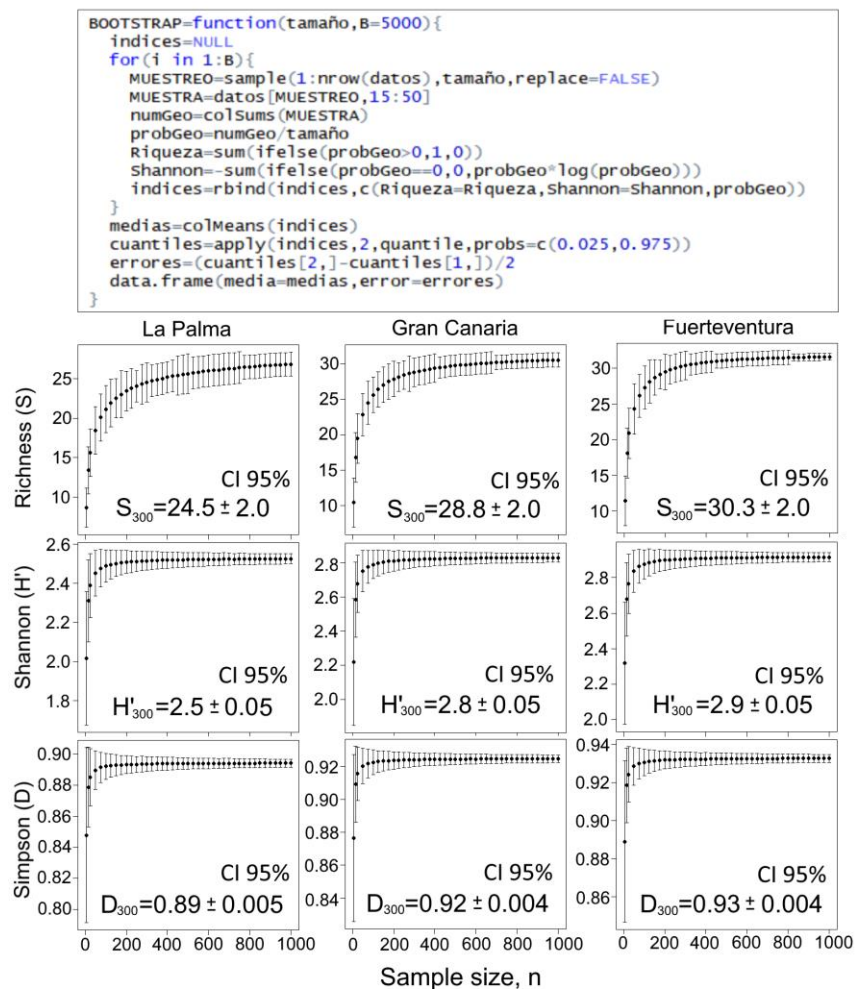 BOOTSTRAP=function(tamaño,B=5000){
indices=NULL
for(i in 1:B){
MUESTREO=sample(1:nrow(datos),tamaño,replace=FALSE)
MUESTRA=datos[MUESTREO,15:50]
numGeo=colSums(MUESTRA)
probGeo=numGeo/tamaño
Riqueza=sum(ifelse(probGeo>0,1,0))
Shannon=-sum(ifelse(probGeo==0,0,probGeo*log(probGeo)))
indices=rbind(indices,c(Riqueza=Riqueza,Shannon=Shannon,probGeo))
}
medias=colMeans(indices)
cuantiles=apply(indices,2,quantile,probs=c(0.025,0.975))
errores=(cuantiles[2,]-cuantiles[1,])/2
data.frame(media=medias,error=errores)
}
La Palma Gran Canaria Fuerteventura
Richness (S)
25
20
15
10
CI 95%
S300=24.5 ± 2.0
30
25
20
15
10
CI 95%
S300=28.8 ± 2.0
30
25
20
15
10
CI 95%
S300=30.3 ± 2.0
Shannon (H')
2.6
2.4
2.2
2.0
1.8
CI 95%
H'300=2.5 ± 0.05
2.8
2.6
2.4
2.2
2.0
CI 95%
H'300=2.8 ± 0.05
2.8
2.6
2.4
2.2
2.0
CI 95%
H'300=2.9 ± 0.05
Simpson (D)
0.90
0.88
0.86
0.84
0.82
0.80
CI 95%
D300=0.89 ± 0.005
0.92
0.90
0.88
0.86
0.84
CI 95%
D300=0.92 ± 0.004
0.94
0.92
0.90
0.88
0.86
CI 95%
D300=0.93 ± 0.004
0 200 400 600 800 1000
0 200 400 600 800 1000
0 200 400 600 800 1000
Sample size, n